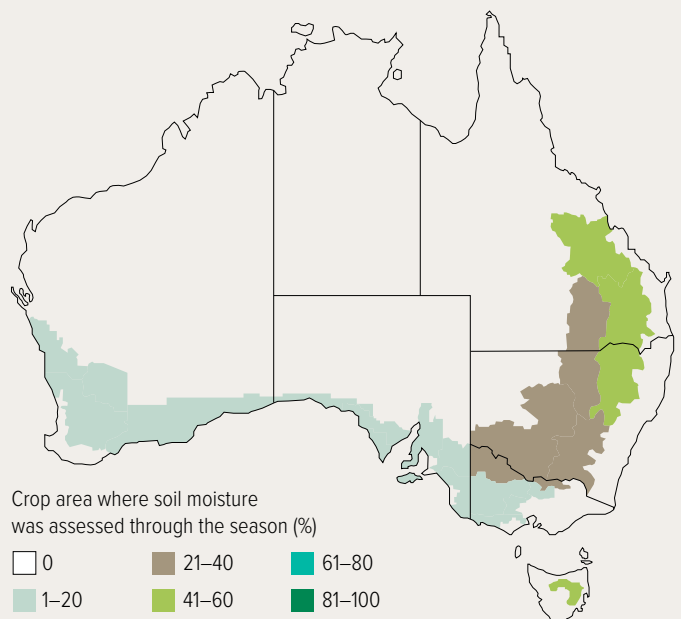 Crop area where soil moisture
was assessed through the season (%)
0 21–40 61–80
1–20 41–60 81–100